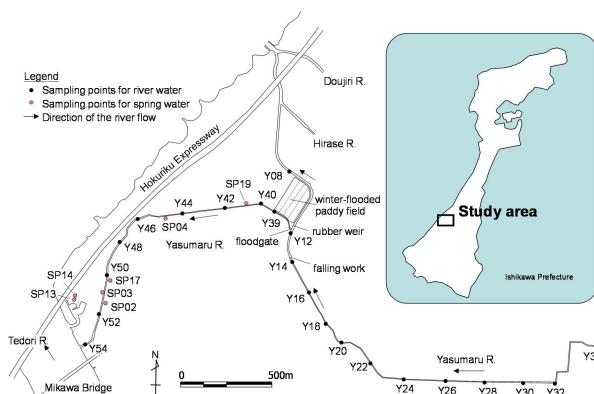 Legend
Sampling points for river water
Sampling points for spring water
Direction of the river flow
Hokuriku Expressway
Doujiri R.
Hirase R.
Y08
winter-flooded
paddy field
rubber weir
SP19
Y40
Y42
Y44
Y39
Y46
SP04
Y12
floodgate
Yasumaru R.
Y48
Y14
falling work
Y50
SP14
SP17
SP13
SP03
SP02
Y16
Y52
Y18
Tedori R.
Y54
Y20
Yasumaru R.
Y22
Mikawa Bridge
N
0
500m
Y24
Y26
Y28
Y30
Y32
Study area
Ishikawa Prefecture